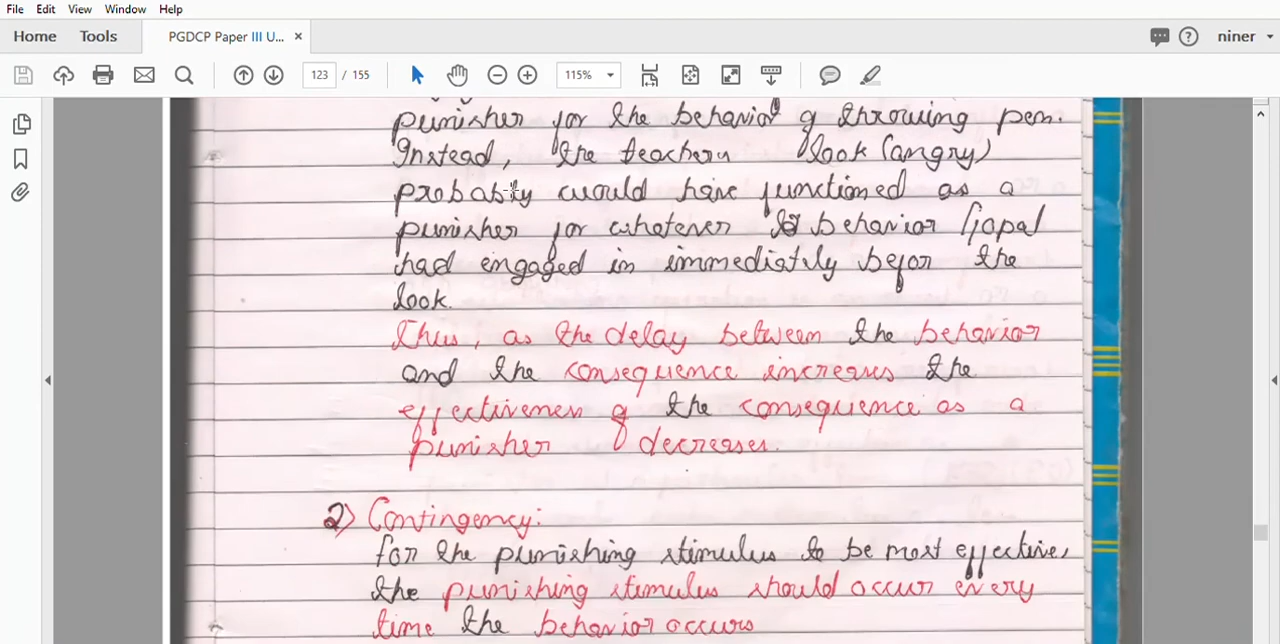 File Edit View Window Help
Home Tools PGDCP Paper III U... × niner
123 / 155 115%
punisher for the behavior of throwing pen.
Instead, the teachers look (angry)
probably would have functioned as a
punisher for whatever behavior Gopal
had engaged in immediatly befor the
look.
Thus, as the delay between the behavior
and the consequence increases the
effectivenes of the consequence as a
punisher decreases.
2) Contingency:
for the punishing stimulus to be most effective,
the punishing stimulus should occur every
time the behavior occurs